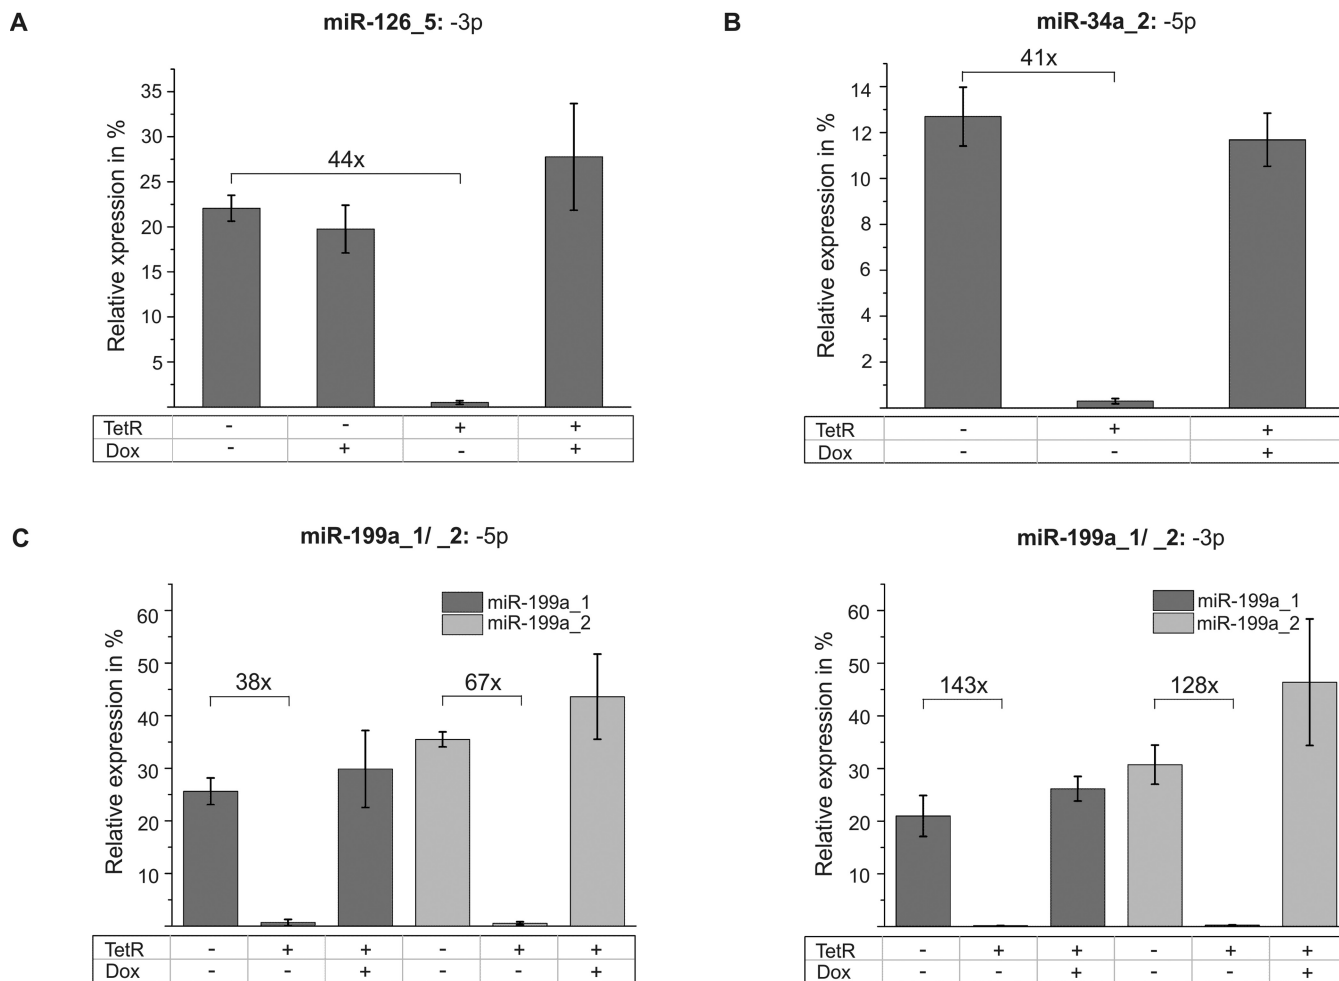 A
miR-126_5: -3p
Relative xpression in %
35
30
25
20
15
10
5
44x
TetR - - + +
Dox - + - +
B
miR-34a_2: -5p
Relative expression in %
14
12
10
8
6
4
2
41x
TetR - + +
Dox - - +
C
miR-199a_1/ _2: -5p
Relative expression in %
60
50
40
30
20
10
miR-199a_1
miR-199a_2
38x
67x
TetR - + + - + +
Dox - - + - - +
miR-199a_1/ _2: -3p
Relative expression in %
60
50
40
30
20
10
miR-199a_1
miR-199a_2
143x
128x
TetR - + + - + +
Dox - - + - - +